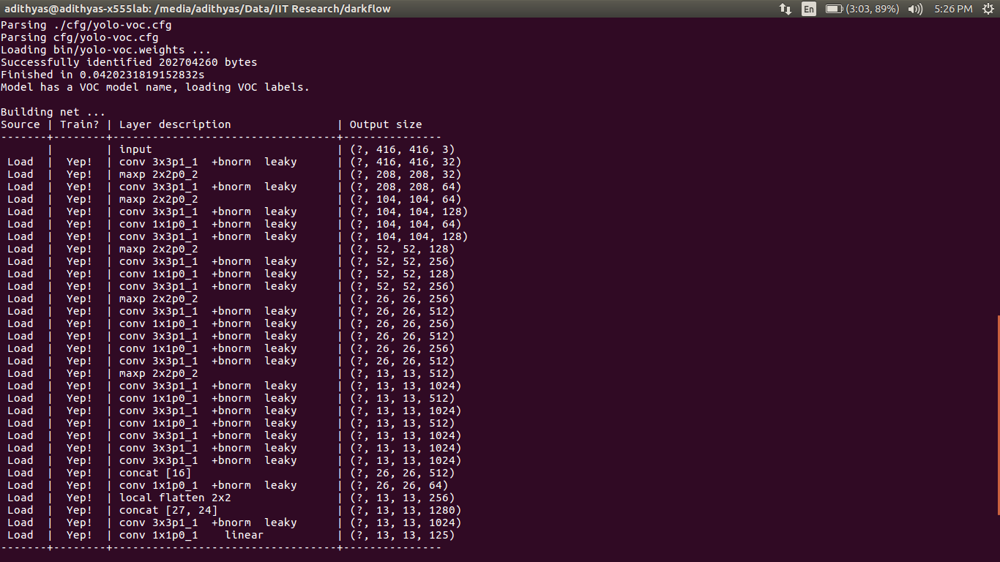 adithyas@adithyas-x555lab: /media/adithyas/Data/IIT Research/darkflow En (3:03, 89%) 5:26 PM
Parsing ./cfg/yolo-voc.cfg
Parsing cfg/yolo-voc.cfg
Loading bin/yolo-voc.weights ...
Successfully identified 202704260 bytes
Finished in 0.0420231819152832s
Model has a VOC model name, loading VOC labels.

Building net ...
Source | Train? | Layer description                | Output size
-------+--------+----------------------------------+---------------
       |        | input                            | (?, 416, 416, 3)
 Load  |  Yep!  | conv 3x3p1_1  +bnorm  leaky      | (?, 416, 416, 32)
 Load  |  Yep!  | maxp 2x2p0_2                     | (?, 208, 208, 32)
 Load  |  Yep!  | conv 3x3p1_1  +bnorm  leaky      | (?, 208, 208, 64)
 Load  |  Yep!  | maxp 2x2p0_2                     | (?, 104, 104, 64)
 Load  |  Yep!  | conv 3x3p1_1  +bnorm  leaky      | (?, 104, 104, 128)
 Load  |  Yep!  | conv 1x1p0_1  +bnorm  leaky      | (?, 104, 104, 64)
 Load  |  Yep!  | conv 3x3p1_1  +bnorm  leaky      | (?, 104, 104, 128)
 Load  |  Yep!  | maxp 2x2p0_2                     | (?, 52, 52, 128)
 Load  |  Yep!  | conv 3x3p1_1  +bnorm  leaky      | (?, 52, 52, 256)
 Load  |  Yep!  | conv 1x1p0_1  +bnorm  leaky      | (?, 52, 52, 128)
 Load  |  Yep!  | conv 3x3p1_1  +bnorm  leaky      | (?, 52, 52, 256)
 Load  |  Yep!  | maxp 2x2p0_2                     | (?, 26, 26, 256)
 Load  |  Yep!  | conv 3x3p1_1  +bnorm  leaky      | (?, 26, 26, 512)
 Load  |  Yep!  | conv 1x1p0_1  +bnorm  leaky      | (?, 26, 26, 256)
 Load  |  Yep!  | conv 3x3p1_1  +bnorm  leaky      | (?, 26, 26, 512)
 Load  |  Yep!  | conv 1x1p0_1  +bnorm  leaky      | (?, 26, 26, 256)
 Load  |  Yep!  | conv 3x3p1_1  +bnorm  leaky      | (?, 26, 26, 512)
 Load  |  Yep!  | maxp 2x2p0_2                     | (?, 13, 13, 512)
 Load  |  Yep!  | conv 3x3p1_1  +bnorm  leaky      | (?, 13, 13, 1024)
 Load  |  Yep!  | conv 1x1p0_1  +bnorm  leaky      | (?, 13, 13, 512)
 Load  |  Yep!  | conv 3x3p1_1  +bnorm  leaky      | (?, 13, 13, 1024)
 Load  |  Yep!  | conv 1x1p0_1  +bnorm  leaky      | (?, 13, 13, 512)
 Load  |  Yep!  | conv 3x3p1_1  +bnorm  leaky      | (?, 13, 13, 1024)
 Load  |  Yep!  | conv 3x3p1_1  +bnorm  leaky      | (?, 13, 13, 1024)
 Load  |  Yep!  | conv 3x3p1_1  +bnorm  leaky      | (?, 13, 13, 1024)
 Load  |  Yep!  | concat [16]                      | (?, 26, 26, 512)
 Load  |  Yep!  | conv 1x1p0_1  +bnorm  leaky      | (?, 26, 26, 64)
 Load  |  Yep!  | local flatten 2x2                | (?, 13, 13, 256)
 Load  |  Yep!  | concat [27, 24]                  | (?, 13, 13, 1280)
 Load  |  Yep!  | conv 3x3p1_1  +bnorm  leaky      | (?, 13, 13, 1024)
 Load  |  Yep!  | conv 1x1p0_1    linear           | (?, 13, 13, 125)
-------+--------+----------------------------------+---------------